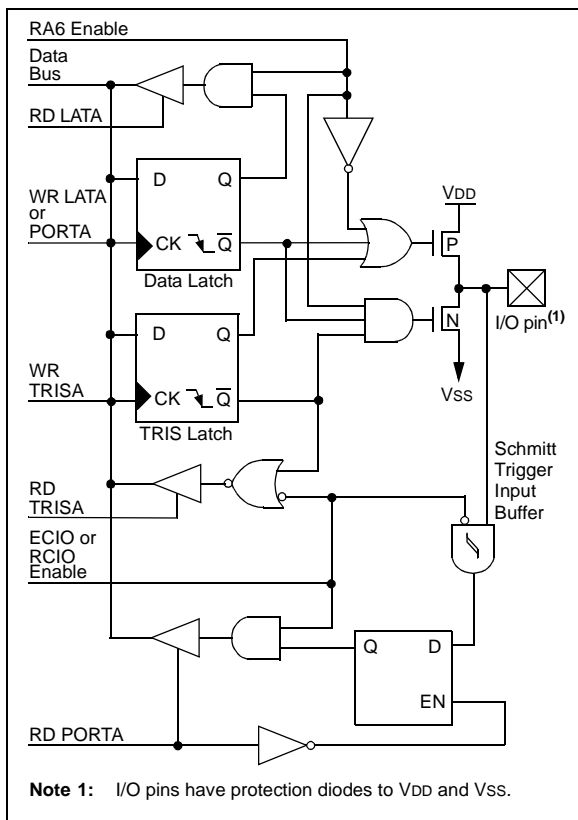 RA6 Enable
Data
Bus
RD LATA
D Q
WR LATA
or
PORTA
CK Q
Data Latch
VDD
P
I/O pin(1)
N
VSS
D Q
WR
TRISA
CK Q
TRIS Latch
RD
TRISA
Schmitt
Trigger
Input
Buffer
ECIO or
RCIO
Enable
Q D
EN
RD PORTA
Note 1: I/O pins have protection diodes to VDD and VSS.